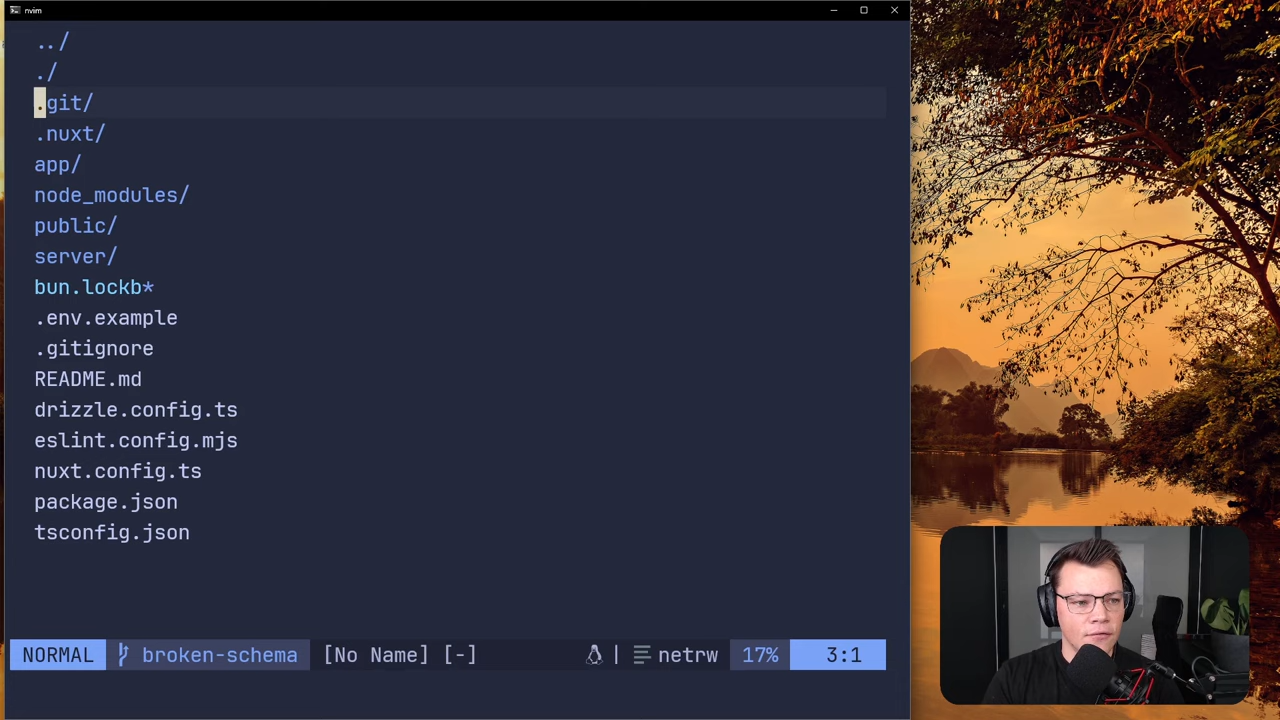 nvim
../
./
.git/
.nuxt/
app/
node_modules/
public/
server/
bun.lockb*
.env.example
.gitignore
README.md
drizzle.config.ts
eslint.config.mjs
nuxt.config.ts
package.json
tsconfig.json
NORMAL broken-schema [No Name] [-] | netrw 17% 3:1